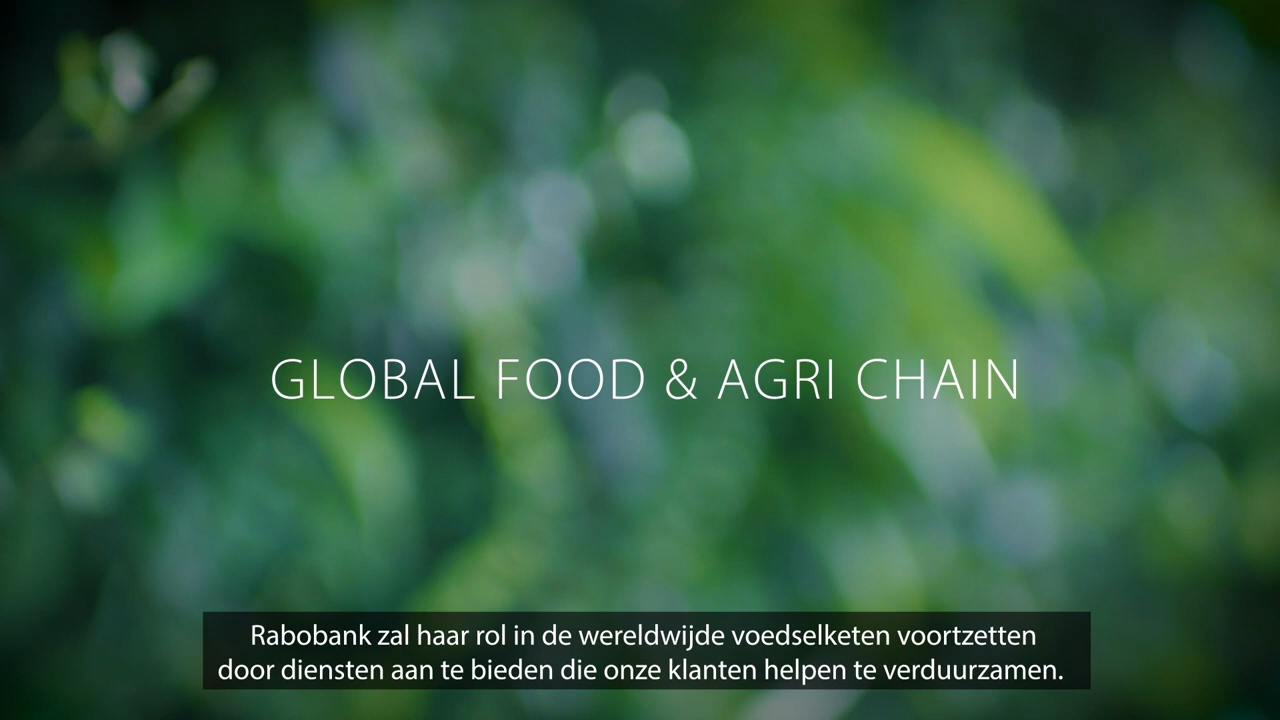 GLOBAL FOOD & AGRI CHAIN
Rabobank zal haar rol in de wereldwijde voedselketen voortzetten
door diensten aan te bieden die onze klanten helpen te verduurzamen.